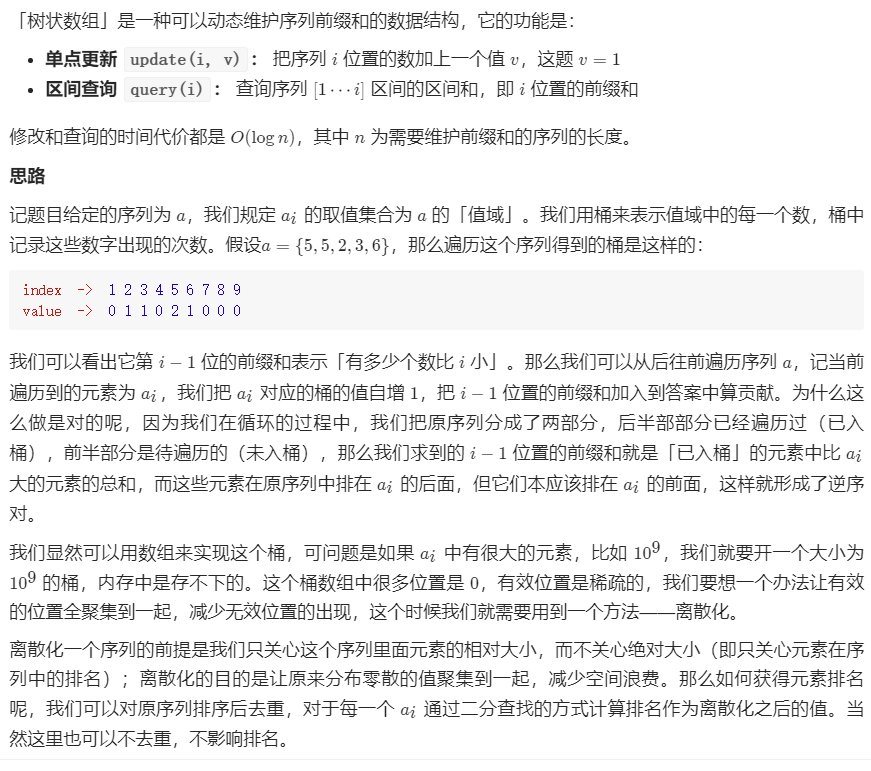 「树状数组」是一种可以动态维护序列前缀和的数据结构，它的功能是：
• 单点更新 update(i, v)： 把序列 i 位置的数加上一个值 v，这题 v = 1
• 区间查询 query(i)： 查询序列 [1⋯i] 区间的区间和，即 i 位置的前缀和
修改和查询的时间代价都是 O(log n)，其中 n 为需要维护前缀和的序列的长度。
思路
记题目给定的序列为 a，我们规定 aᵢ 的取值集合为 a 的「值域」。我们用桶来表示值域中的每一个数，桶中
记录这些数字出现的次数。假设a = {5, 5, 2, 3, 6}，那么遍历这个序列得到的桶是这样的：
index -> 1 2 3 4 5 6 7 8 9
value -> 0 1 1 0 2 1 0 0 0
我们可以看出它第 i − 1 位的前缀和表示「有多少个数比 i 小」。那么我们可以从后往前遍历序列 a，记当前
遍历到的元素为 aᵢ，我们把 aᵢ 对应的桶的值自增 1，把 i − 1 位置的前缀和加入到答案中算贡献。为什么这
么做是对的呢，因为我们在循环的过程中，我们把原序列分成了两部分，后半部部分已经遍历过（已入
桶），前半部分是待遍历的（未入桶），那么我们求到的 i − 1 位置的前缀和就是「已入桶」的元素中比 aᵢ
大的元素的总和，而这些元素在原序列中排在 aᵢ 的后面，但它们本应该排在 aᵢ 的前面，这样就形成了逆序
对。
我们显然可以用数组来实现这个桶，可问题是如果 aᵢ 中有很大的元素，比如 10⁹，我们就要开一个大小为
10⁹ 的桶，内存中是存不下的。这个桶数组中很多位置是 0，有效位置是稀疏的，我们要想一个办法让有效
的位置全聚集到一起，减少无效位置的出现，这个时候我们就需要用到一个方法——离散化。
离散化一个序列的前提是我们只关心这个序列里面元素的相对大小，而不关心绝对大小（即只关心元素在序
列中的排名）；离散化的目的是让原来分布零散的值聚集到一起，减少空间浪费。那么如何获得元素排名
呢，我们可以对原序列排序后去重，对于每一个 aᵢ 通过二分查找的方式计算排名作为离散化之后的值。当
然这里也可以不去重，不影响排名。